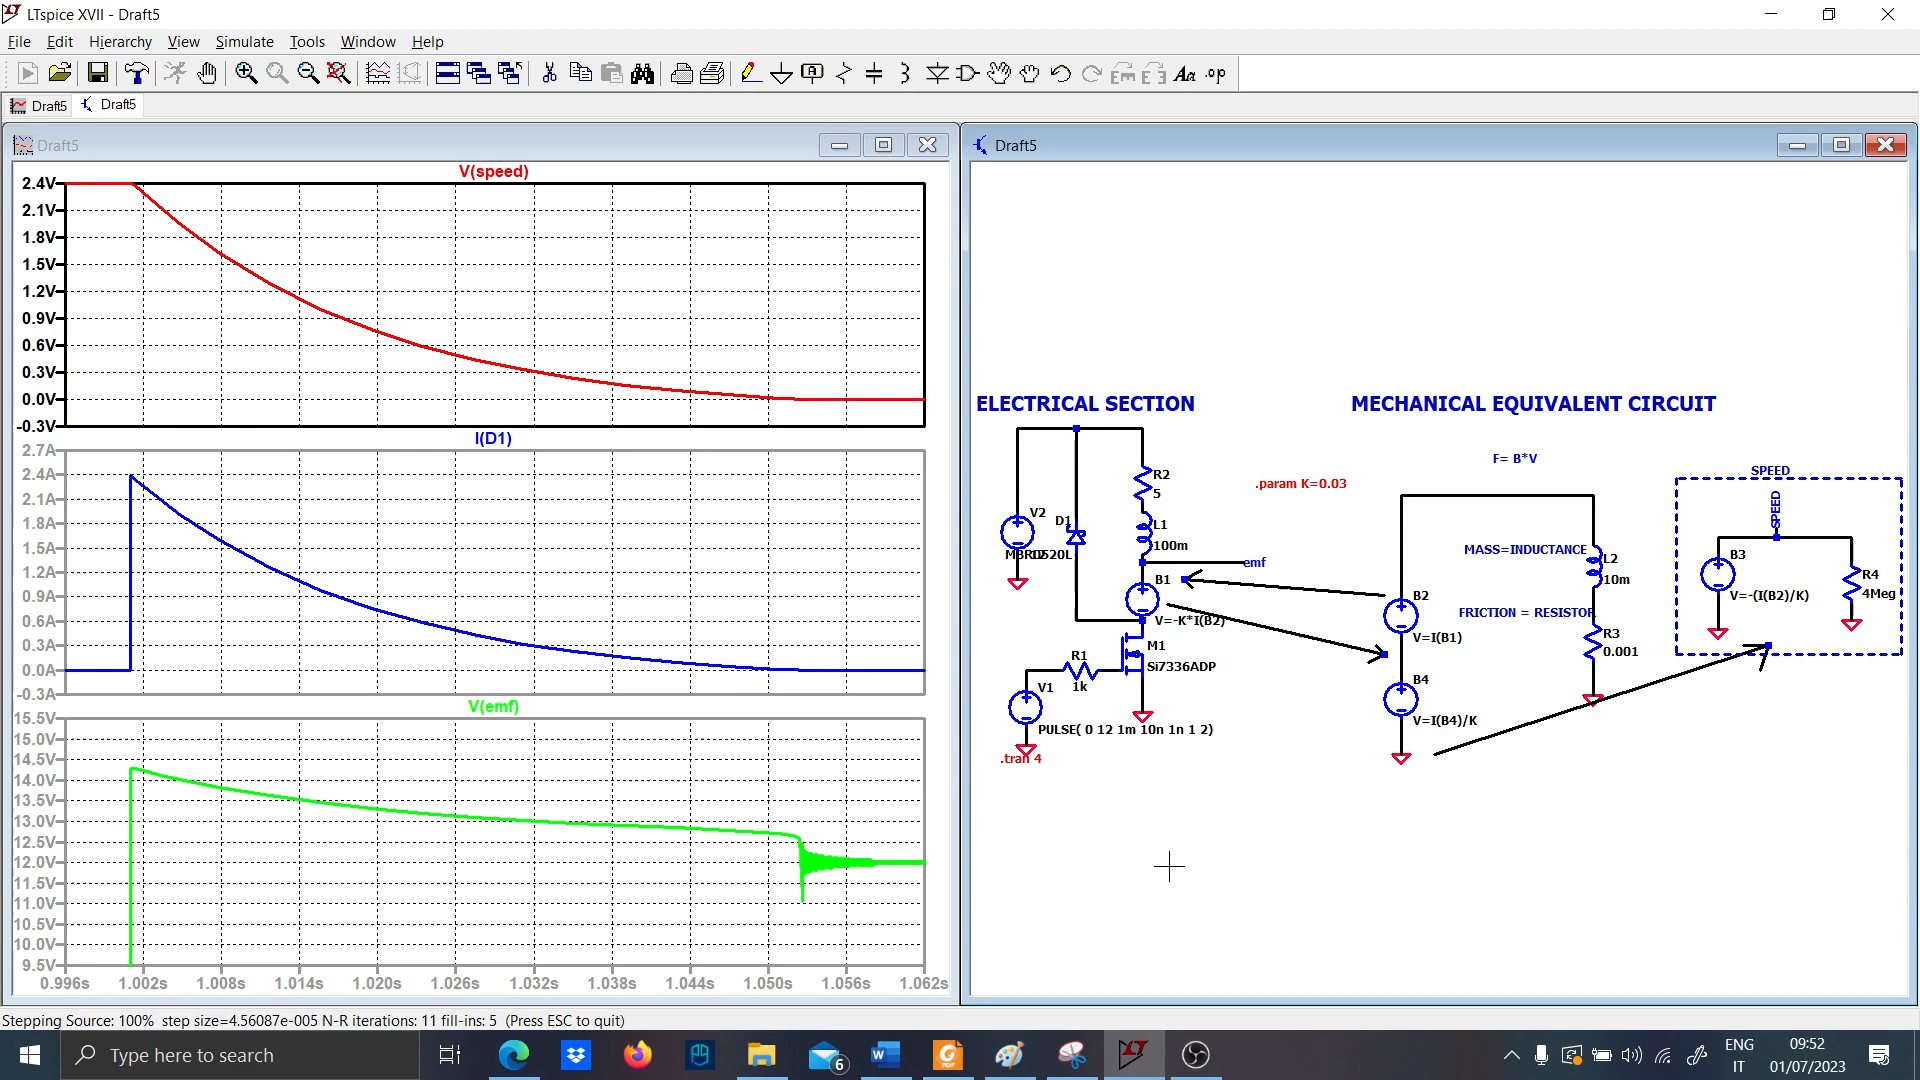 LTspice XVII - Draft5
File Edit Hierarchy View Simulate Tools Window Help
Draft5 Draft5
Draft5
V(speed)
2.4V
2.1V
1.8V
1.5V
1.2V
0.9V
0.6V
0.3V
0.0V
-0.3V
I(D1)
2.7A
2.4A
2.1A
1.8A
1.5A
1.2A
0.9A
0.6A
0.3A
0.0A
-0.3A
V(emf)
15.5V
15.0V
14.5V
14.0V
13.5V
13.0V
12.5V
12.0V
11.5V
11.0V
10.5V
10.0V
9.5V
0.996s 1.002s 1.008s 1.014s 1.020s 1.026s 1.032s 1.038s 1.044s 1.050s 1.056s 1.062s
Draft5
ELECTRICAL SECTION
MECHANICAL EQUIVALENT CIRCUIT
F= B*V
.param K=0.03
SPEED
SPEED
R2
5
V2
D1
L1
100m
emf
B1
V=-K*I(B2)
M1
Si7336ADP
R1
1k
V1
PULSE( 0 12 1m 10n 1n 1 2)
.tran 4
MASS=INDUCTANCE
L2
10m
FRICTION = RESISTOR
R3
0.001
B2
V=I(B1)
B4
V=I(B4)/K
B3
V=-(I(B2)/K)
R4
4Meg
Stepping Source: 100% step size=4.56087e-005 N-R iterations: 11 fill-ins: 5 (Press ESC to quit)
Type here to search
6
ENG
IT
09:52
01/07/2023